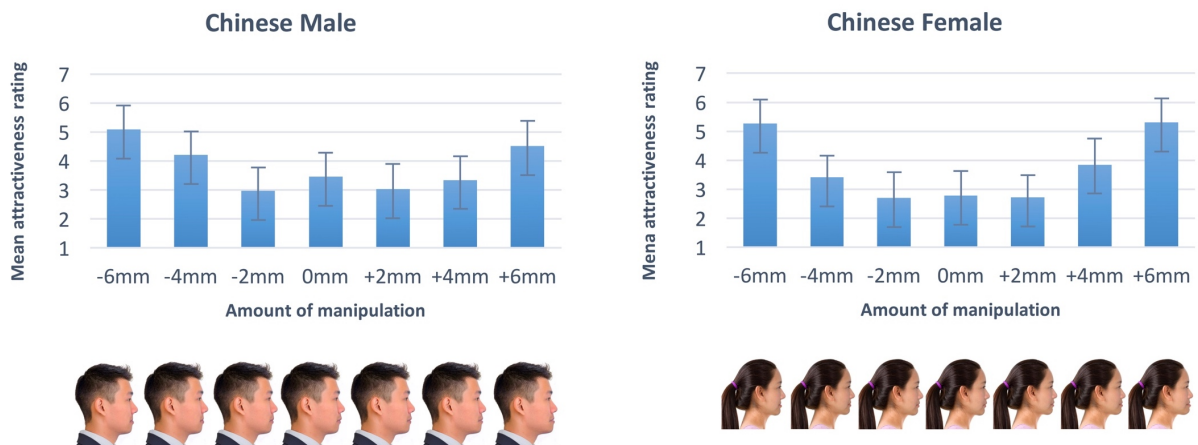 Chinese Male
Mean attractiveness rating
7
6
5
4
3
2
1
-6mm -4mm -2mm 0mm +2mm +4mm +6mm
Amount of manipulation
Chinese Female
Mena attractiveness rating
7
6
5
4
3
2
1
-6mm -4mm -2mm 0mm +2mm +4mm +6mm
Amount of manipulation